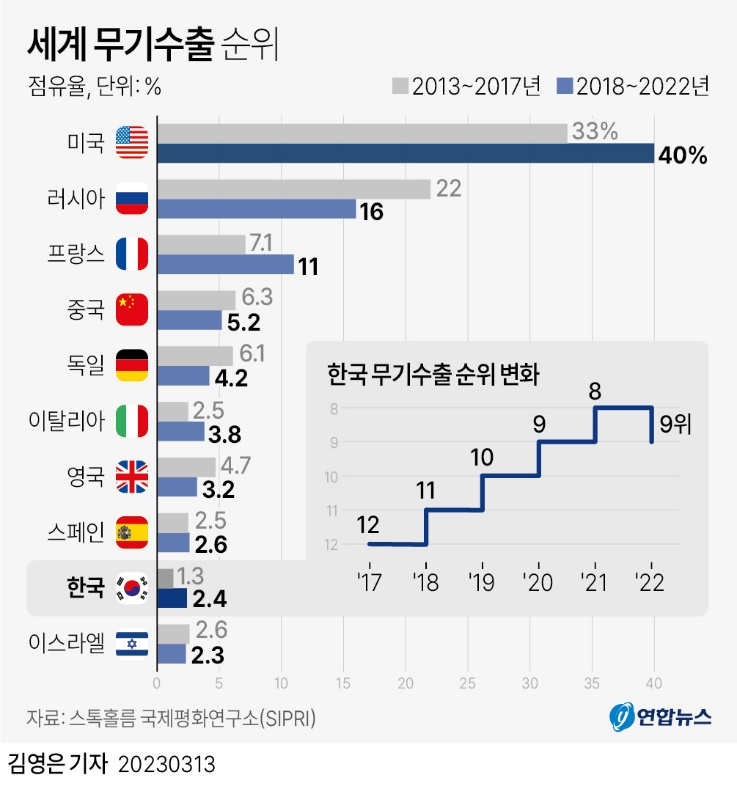 세계 무기수출 순위
점유율, 단위: %
2013~2017년 2018~2022년
미국 33% 40%
러시아 22 16
프랑스 7.1 11
중국 6.3 5.2
독일 6.1 4.2
이탈리아 2.5 3.8
영국 4.7 3.2
스페인 2.5 2.6
한국 1.3 2.4
이스라엘 2.6 2.3
0 5 10 15 20 25 30 35 40
한국 무기수출 순위 변화
8
9
10
11
12
12 11 10 9 8 9위
'17 '18 '19 '20 '21 '22
자료: 스톡홀름 국제평화연구소(SIPRI)
연합뉴스
김영은 기자 20230313